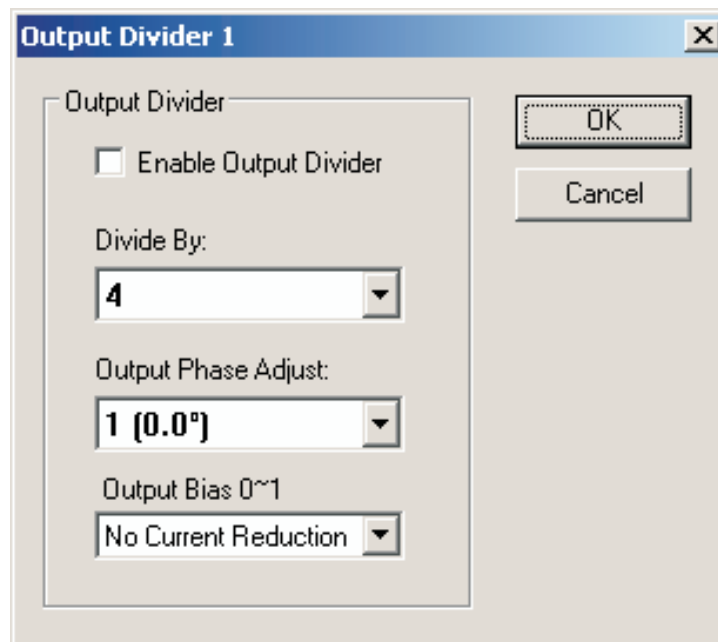 Output Divider 1
Output Divider
OK
Enable Output Divider
Cancel
Divide By:
4
Output Phase Adjust:
1 (0.0°)
Output Bias 0~1
No Current Reduction